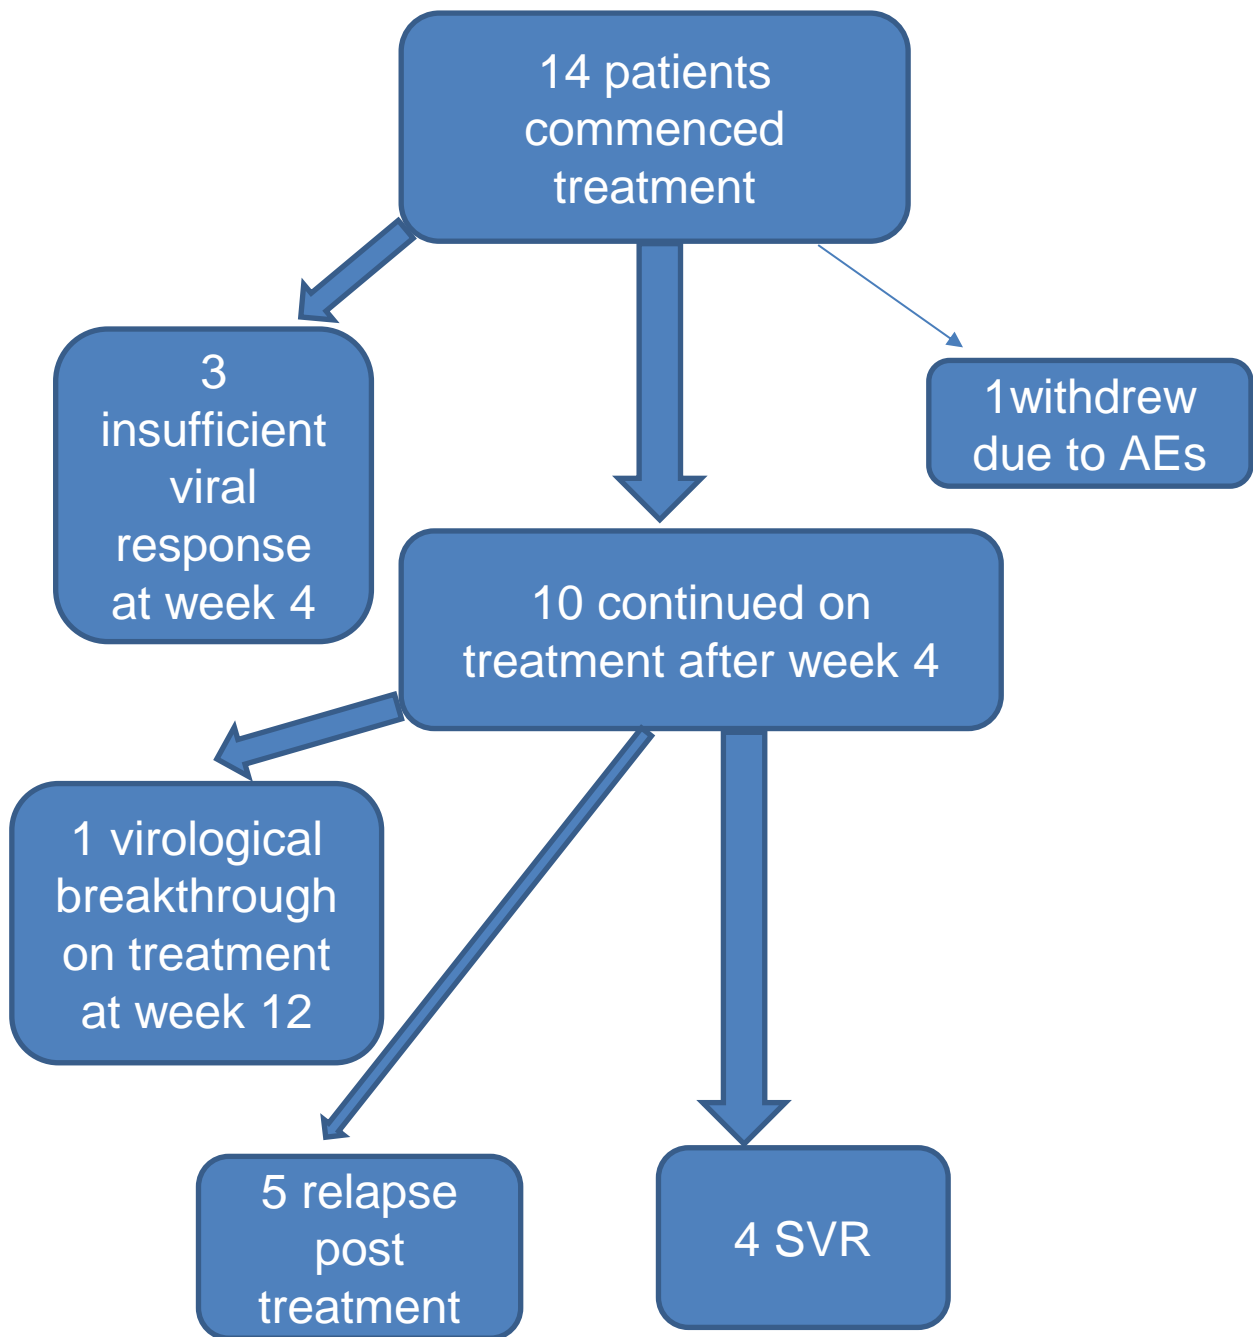 14 patients
commenced
treatment
3
insufficient
viral
response
at week 4
1withdrew
due to AEs
10 continued on
treatment after week 4
1 virological
breakthrough
on treatment
at week 12
5 relapse
post
treatment
4 SVR